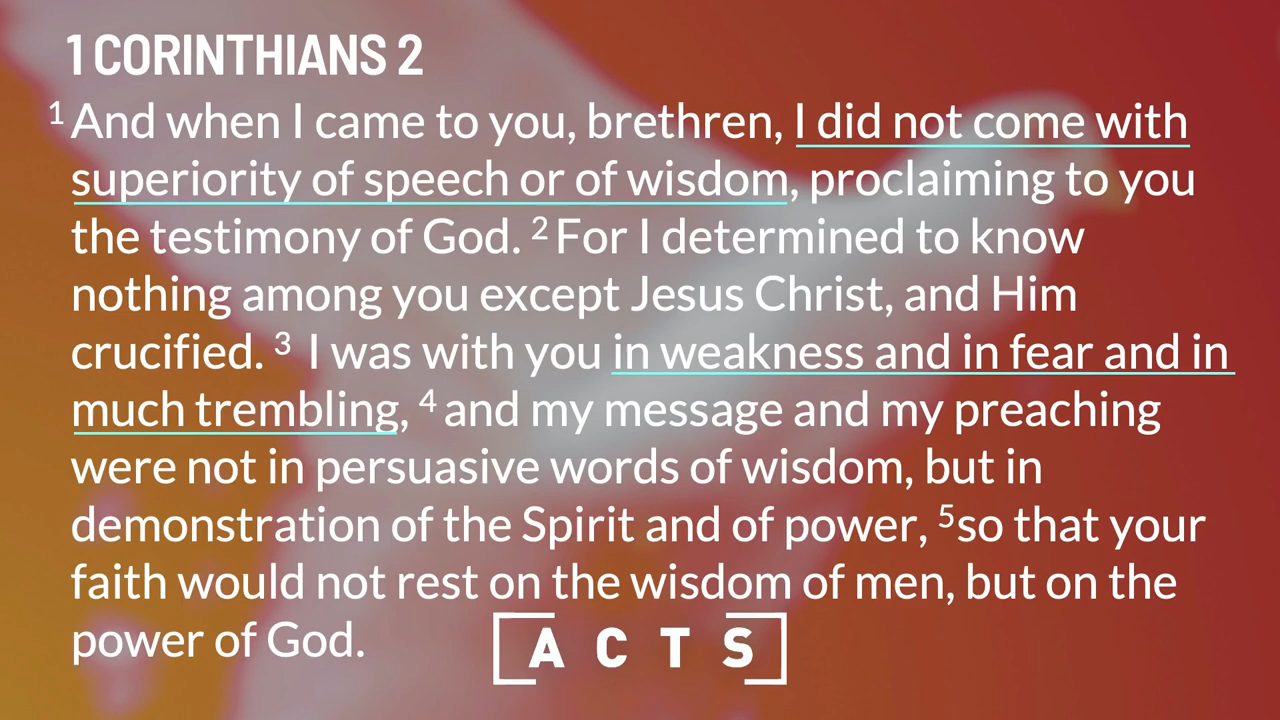 1 CORINTHIANS 2
1 And when I came to you, brethren, I did not come with
superiority of speech or of wisdom, proclaiming to you
the testimony of God. 2 For I determined to know
nothing among you except Jesus Christ, and Him
crucified. 3 I was with you in weakness and in fear and in
much trembling, 4 and my message and my preaching
were not in persuasive words of wisdom, but in
demonstration of the Spirit and of power, 5 so that your
faith would not rest on the wisdom of men, but on the
power of God.
ACTS